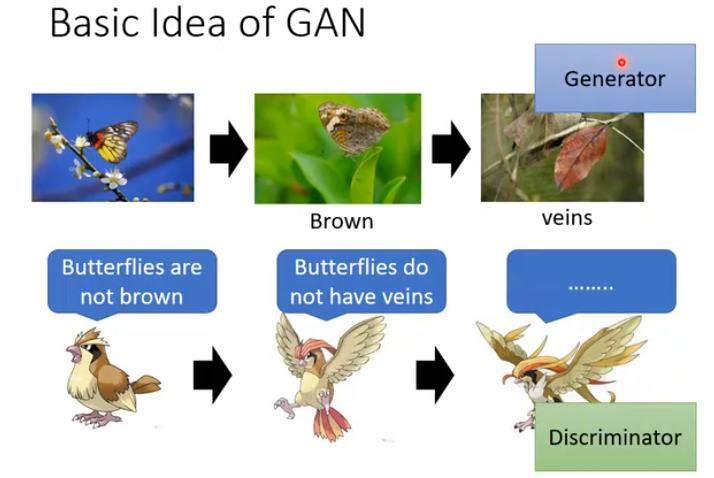 Basic Idea of GAN
Generator
Brown
veins
Butterflies are
not brown
Butterflies do
not have veins
........
Discriminator